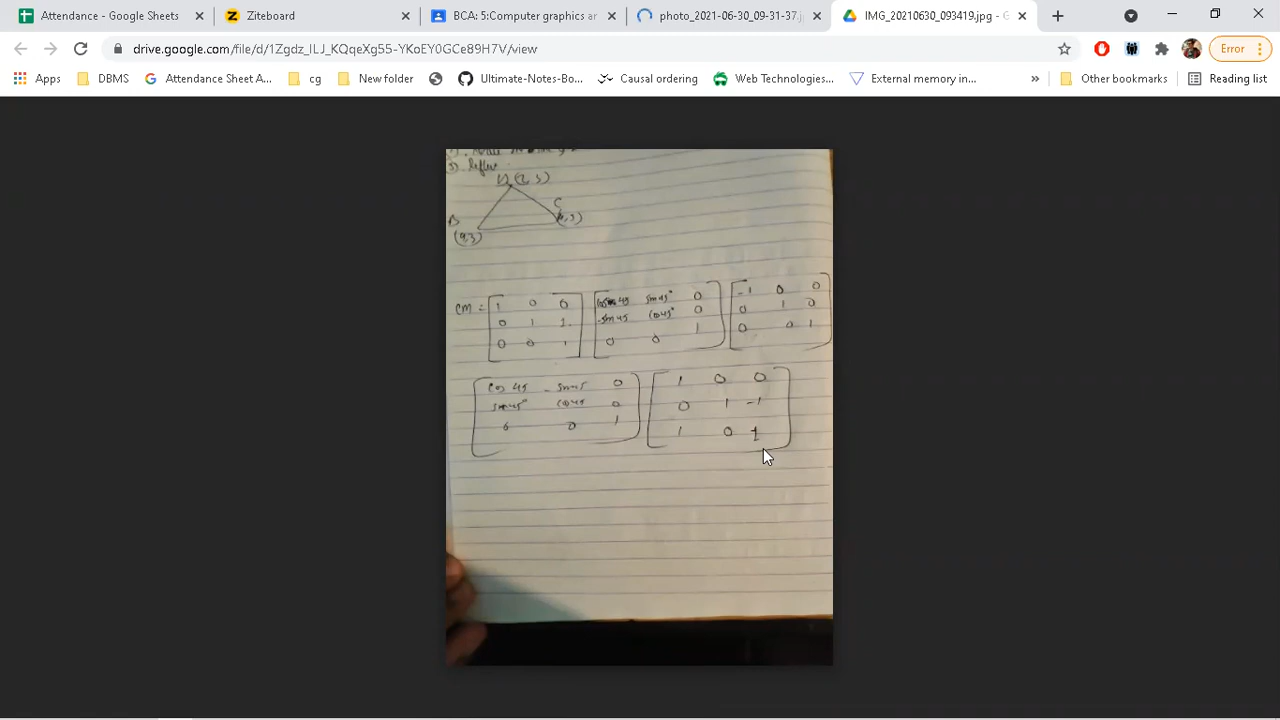 Attendance - Google Sheets
Ziteboard
BCA: 5:Computer graphics ar
photo_2021-06-30_09-31-37.j
IMG_20210630_093419.jpg - G
drive.google.com/file/d/1Zgdz_ILJ_KQqeXg55-YKoEY0GCe89H7V/view
Error
Apps
DBMS
Attendance Sheet A...
cg
New folder
Ultimate-Notes-Bo...
Causal ordering
Web Technologies...
External memory in...
»
Other bookmarks
Reading list
3) Reflex
B
C
CM =
1 0 0 cos 45 sin 45° 0 -1 0 0
0 1 1 -sin 45 cos 45° 0 0 1 0
0 0 1 0 0 1 0 0 1
cos 45 - sin 45 0 1 0 0
sin 45° cos 45 0 0 1 -1
0 0 1 1 0 1